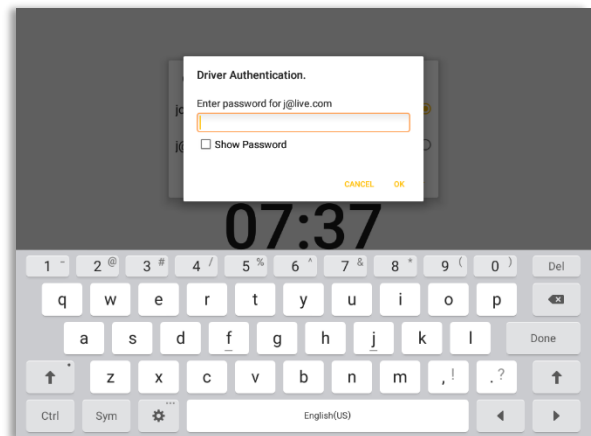 Driver Authentication.
jo
Enter password for j@live.com
j@
Show Password
CANCEL OK
07:37
1 - 2 @ 3 # 4 / 5 % 6 ^ 7 & 8 * 9 ( 0 ) Del
q w e r t y u i o p
a s d f g h j k l Done
z x c v b n m , ! . ?
Ctrl Sym ... English(US)